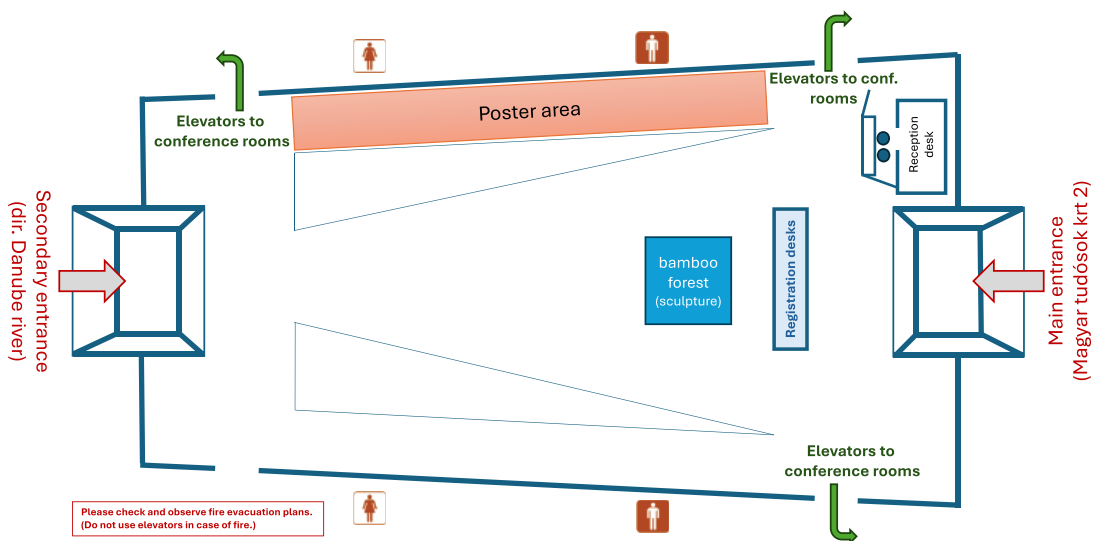 Elevators to conf.
rooms
Poster area
Elevators to
conference rooms
Reception
desk
Secondary entrance
(dir. Danube river)
bamboo
forest
(sculpture)
Registration desks
Main entrance
(Magyar tudósok krt 2)
Elevators to
conference rooms
Please check and observe fire evacuation plans.
(Do not use elevators in case of fire.)